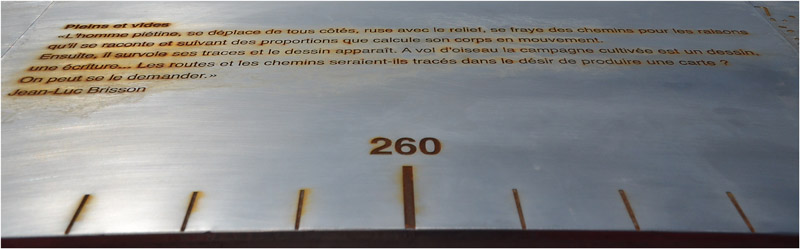 Pleins et vides
«L'homme piétine, se déplace de tous côtés, ruse avec le relief, se fraye des chemins pour les raisons
qu'il se raconte et suivant des proportions que calcule son corps en mouvement.
Ensuite, il survole ses traces et le dessin apparaît. A vol d'oiseau la campagne cultivée est un dessin,
une écriture... Les routes et les chemins seraient-ils tracés dans le désir de produire une carte ?
On peut se le demander.»
Jean-Luc Brisson
260